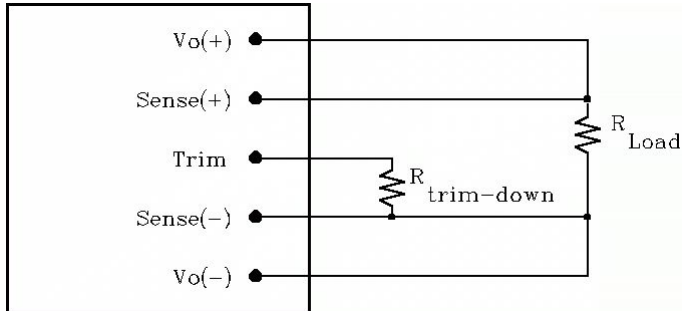 Vo(+)
Sense(+)
R
Load
Trim
R
trim-down
Sense(-)
Vo(-)